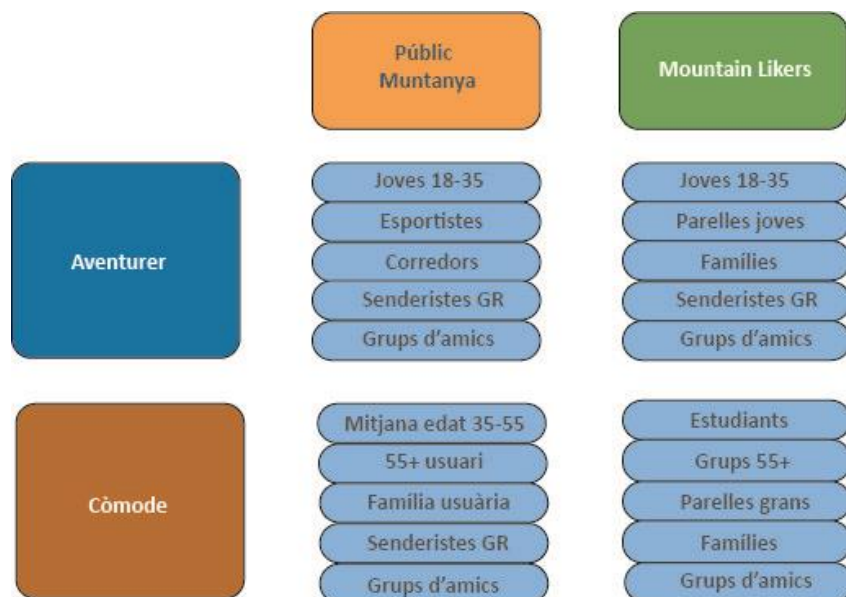 Públic
Muntanya
Mountain Likers
Aventurer
Joves 18-35
Esportistes
Corredors
Senderistes GR
Grups d'amics
Joves 18-35
Parelles joves
Famílies
Senderistes GR
Grups d'amics
Còmode
Mitjana edat 35-55
55+ usuari
Família usuària
Senderistes GR
Grups d'amics
Estudiants
Grups 55+
Parelles grans
Famílies
Grups d'amics